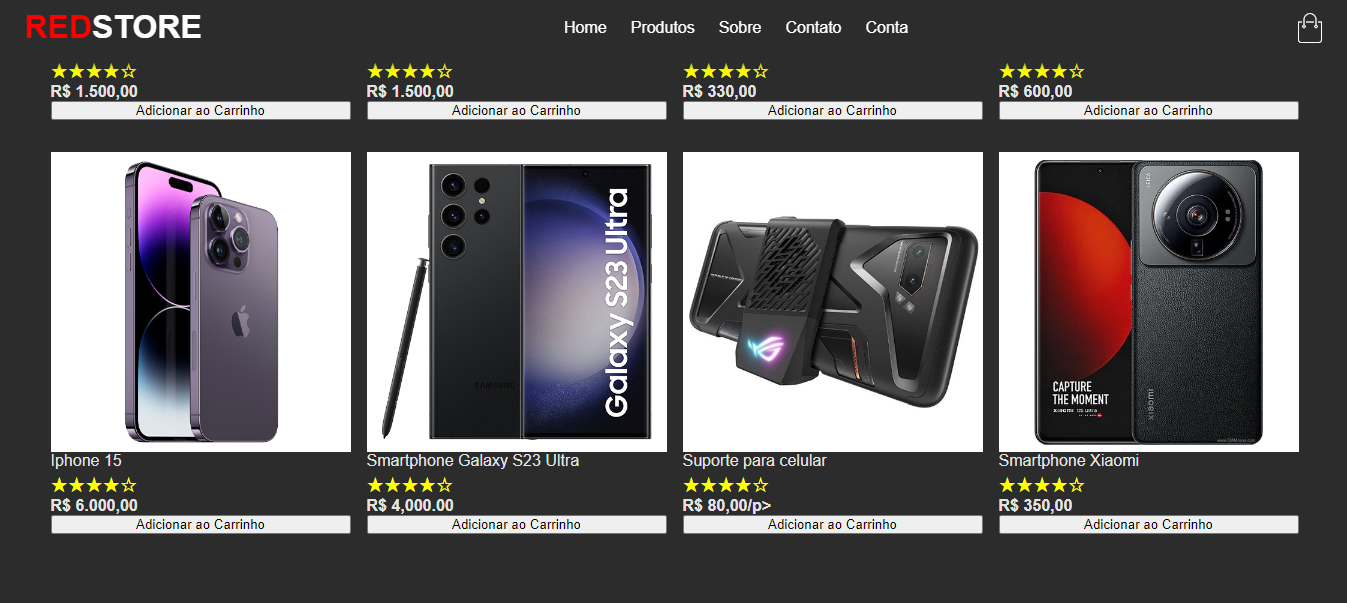 REDSTORE
Home Produtos Sobre Contato Conta
★★★★☆ ★★★★☆ ★★★★☆ ★★★★☆
R$ 1.500,00 R$ 1.500,00 R$ 330,00 R$ 600,00
Adicionar ao Carrinho Adicionar ao Carrinho Adicionar ao Carrinho Adicionar ao Carrinho
SAMSUNG
Galaxy S23 Ultra
CAPTURE
THE MOMENT
xiaomi
Iphone 15 Smartphone Galaxy S23 Ultra Suporte para celular Smartphone Xiaomi
★★★★☆ ★★★★☆ ★★★★☆ ★★★★☆
R$ 6.000,00 R$ 4,000.00 R$ 80,00/p> R$ 350,00
Adicionar ao Carrinho Adicionar ao Carrinho Adicionar ao Carrinho Adicionar ao Carrinho